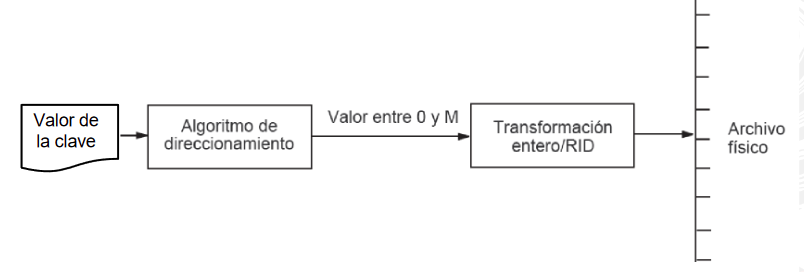 Valor de
la clave
Algoritmo de
direccionamiento
Valor entre 0 y M
Transformación
entero/RID
Archivo
físico